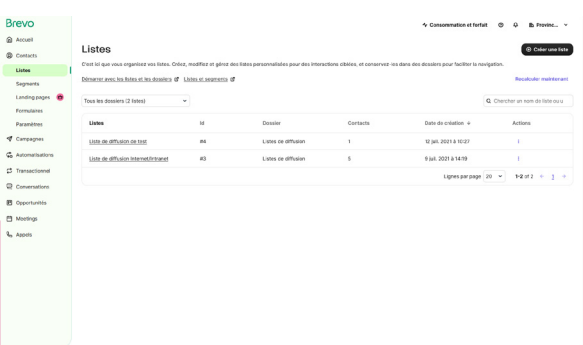 Brevo
Consommation et forfait
Provinc...
Accueil
Contacts
Listes
Segments
Landing pages
Formulaires
Paramètres
Campagnes
Automatisations
Transactionnel
Conversations
Opportunités
Meetings
Appels
Listes
Créer une liste
C'est ici que vous organisez vos listes. Créez, modifiez et gérez des listes personnalisées pour des interactions ciblées, et conservez-les dans des dossiers pour faciliter la navigation.
Démarrer avec les listes et les dossiers
Listes et segments
Recalculer maintenant
Tous les dossiers (2 listes)
Chercher un nom de liste ou u
Listes Id Dossier Contacts Date de création Actions
Liste de diffusion de test #4 Listes de diffusion 1 12 juil. 2021 à 10:27
Liste de diffusion Internet/Intranet #3 Listes de diffusion 5 9 juil. 2021 à 14:19
Lignes par page 20 1-2 of 2 1